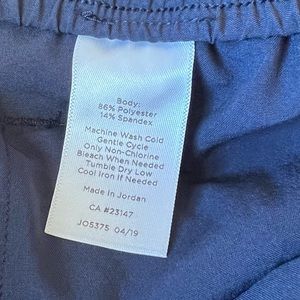 Body:
86% Polyester
14% Spandex
Machine Wash Cold
Gentle Cycle
Only Non-Chlorine
Bleach When Needed
Tumble Dry Low
Cool Iron If Needed
Made In Jordan
CA #23147
JO5375 04/19